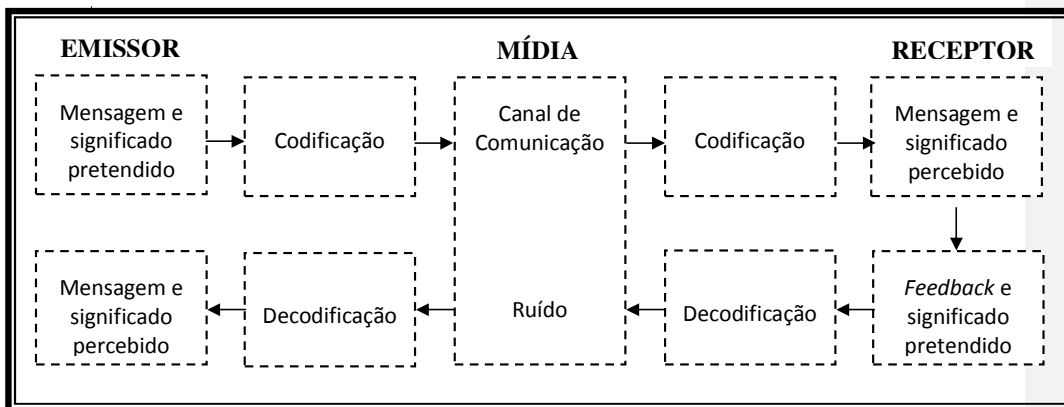 EMISSOR
MÍDIA
RECEPTOR
Mensagem e
significado
pretendido
Codificação
Canal de
Comunicação
Codificação
Mensagem e
significado
percebido
Mensagem e
significado
percebido
Decodificação
Ruído
Decodificação
Feedback e
significado
pretendido